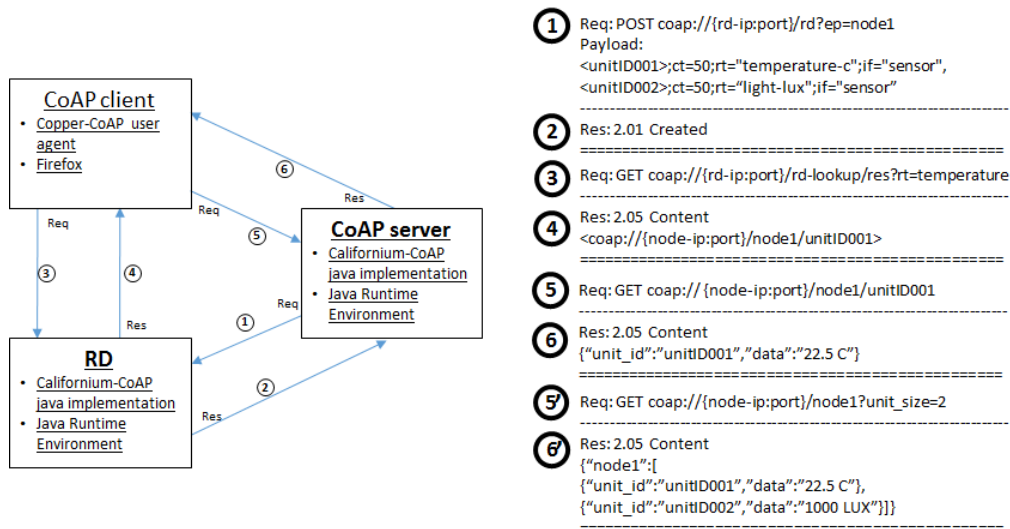 CoAP client
• Copper-CoAP user
agent
• Firefox
6
Res
Req
5
CoAP server
• Californium-CoAP
java implementation
• Java Runtime
Environment
Req
3
4
Res
Req
1
RD
• Californium-CoAP
java implementation
• Java Runtime
Environment
2
Res
1 Req: POST coap://{rd-ip:port}/rd?ep=node1
Payload:
<unitID001>;ct=50;rt="temperature-c";if="sensor",
<unitID002>;ct=50;rt=“light-lux";if="sensor”
2 Res: 2.01 Created
3 Req: GET coap://{rd-ip:port}/rd-lookup/res?rt=temperature
4 Res: 2.05 Content
<coap://{node-ip:port}/node1/unitID001>
5 Req: GET coap:// {node-ip:port}/node1/unitID001
6 Res: 2.05 Content
{“unit_id”:”unitID001”,”data”:”22.5 C”}
5’ Req: GET coap://{node-ip:port}/node1?unit_size=2
6’ Res: 2.05 Content
{“node1”:[
{“unit_id”:”unitID001”,”data”:”22.5 C”},
{“unit_id”:”unitID002”,”data”:”1000 LUX”}]}